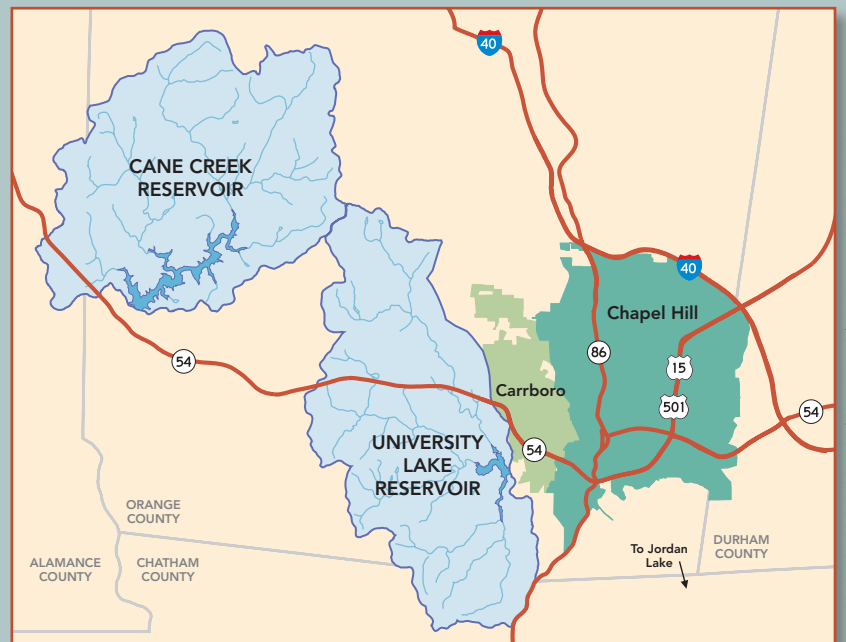 40
CANE CREEK
RESERVOIR
40
Chapel Hill
86
15
54
Carrboro
501
54
54
UNIVERSITY
LAKE
RESERVOIR
ORANGE
COUNTY
DURHAM
COUNTY
To Jordan
Lake
ALAMANCE
COUNTY
CHATHAM
COUNTY